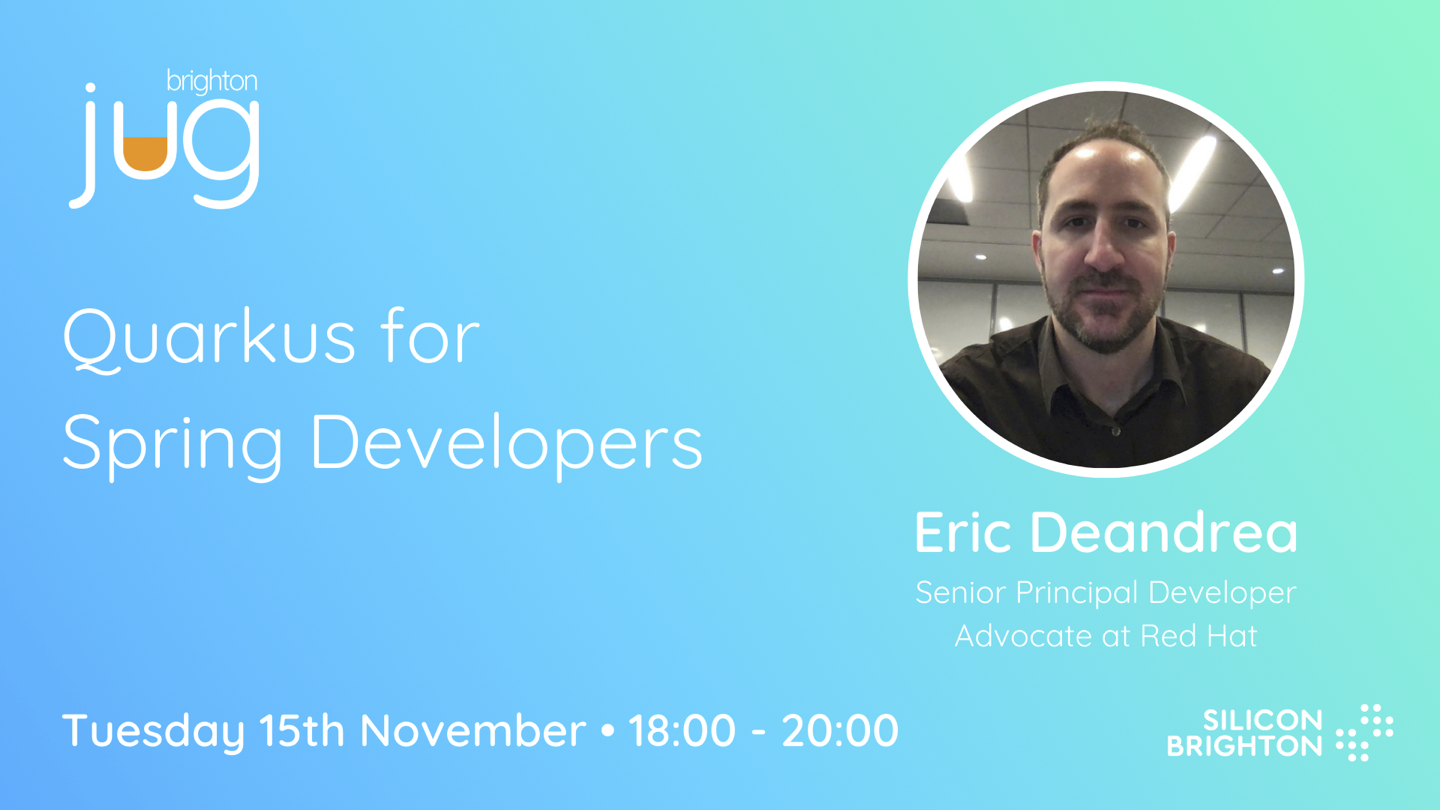 brighton
jug
Quarkus for
Spring Developers
Eric Deandrea
Senior Principal Developer
Advocate at Red Hat
Tuesday 15th November • 18:00 - 20:00
SILICON
BRIGHTON